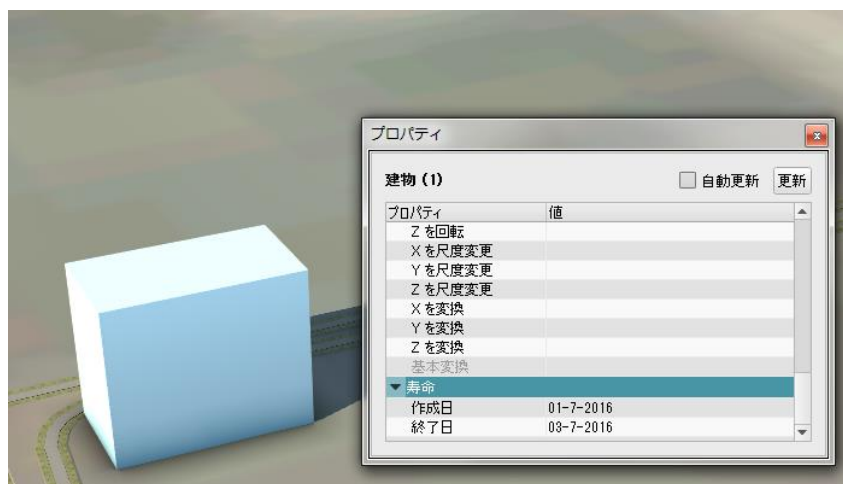 プロパティ
建物 (1)
自動更新 更新
プロパティ 値
Z を回転
X を尺度変更
Y を尺度変更
Z を尺度変更
X を変換
Y を変換
Z を変換
基本変換
寿命
作成日 01-7-2016
終了日 03-7-2016